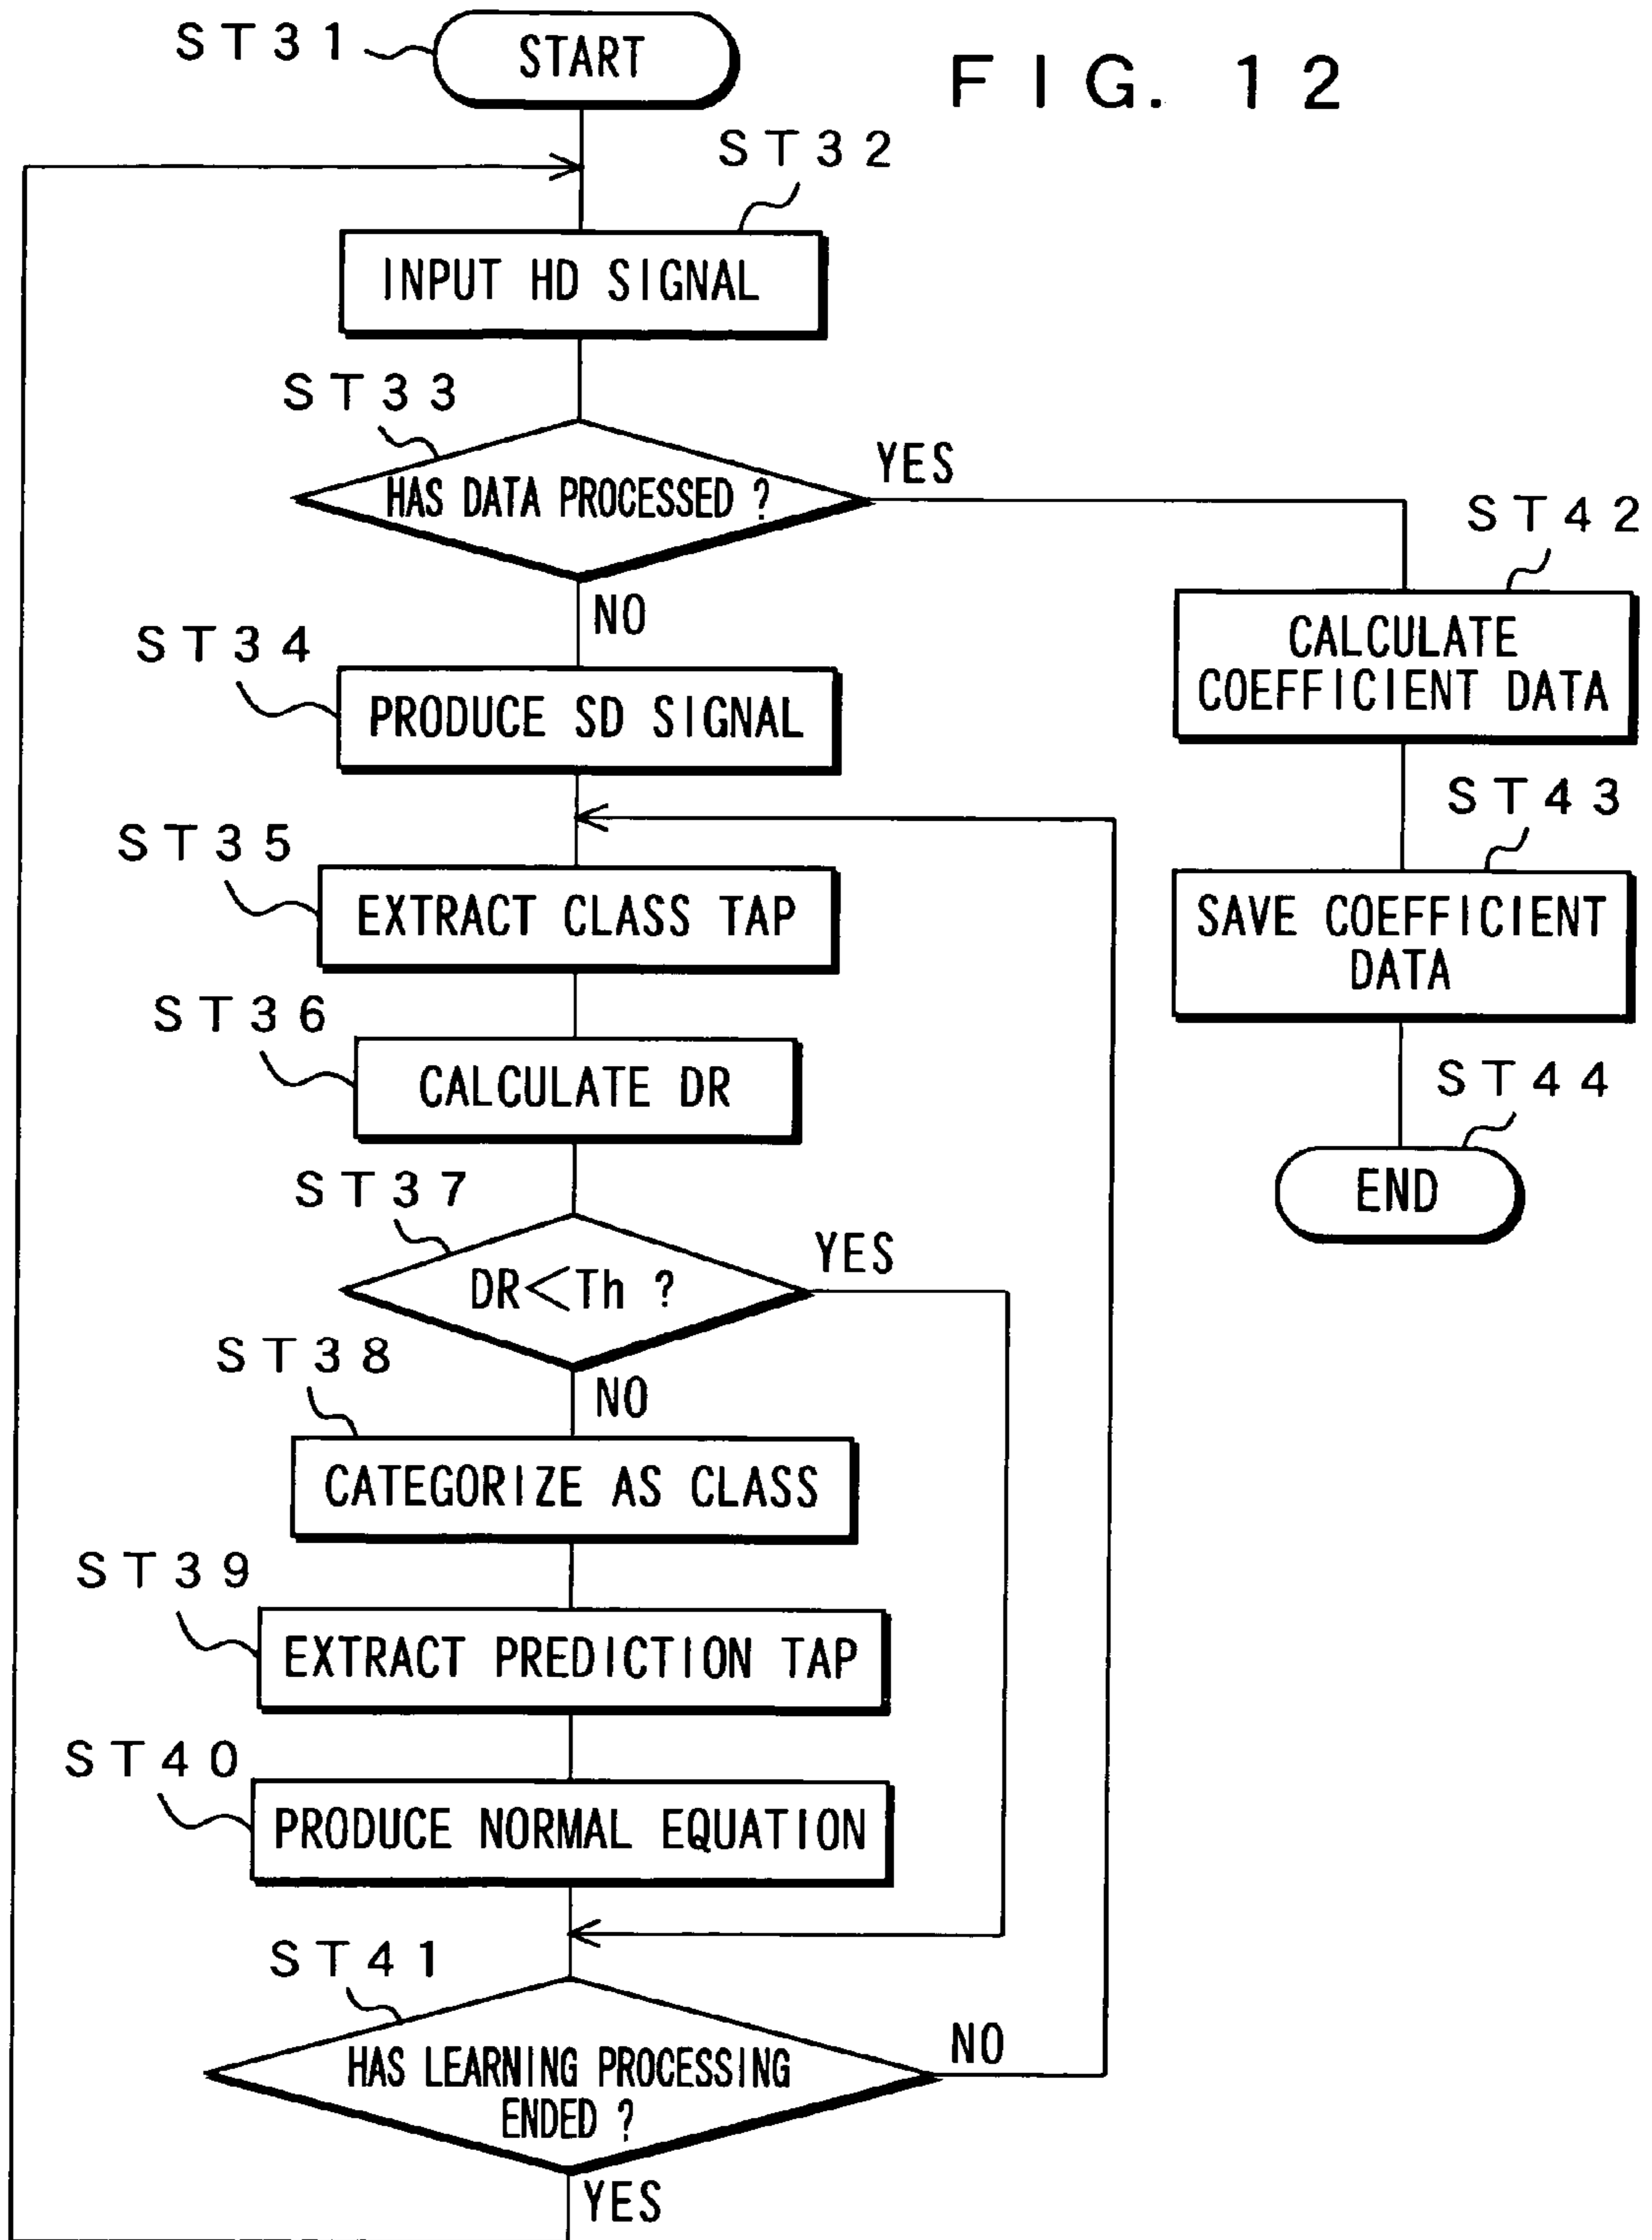 FIG. 12
ST31
START
ST32
INPUT HD SIGNAL
ST33
HAS DATA PROCESSED ?
YES
NO
ST34
PRODUCE SD SIGNAL
ST35
EXTRACT CLASS TAP
ST36
CALCULATE DR
ST37
DR<Th ?
YES
NO
ST38
CATEGORIZE AS CLASS
ST39
EXTRACT PREDICTION TAP
ST40
PRODUCE NORMAL EQUATION
ST41
HAS LEARNING PROCESSING
ENDED ?
NO
YES
ST42
CALCULATE
COEFFICIENT DATA
ST43
SAVE COEFFICIENT
DATA
ST44
END